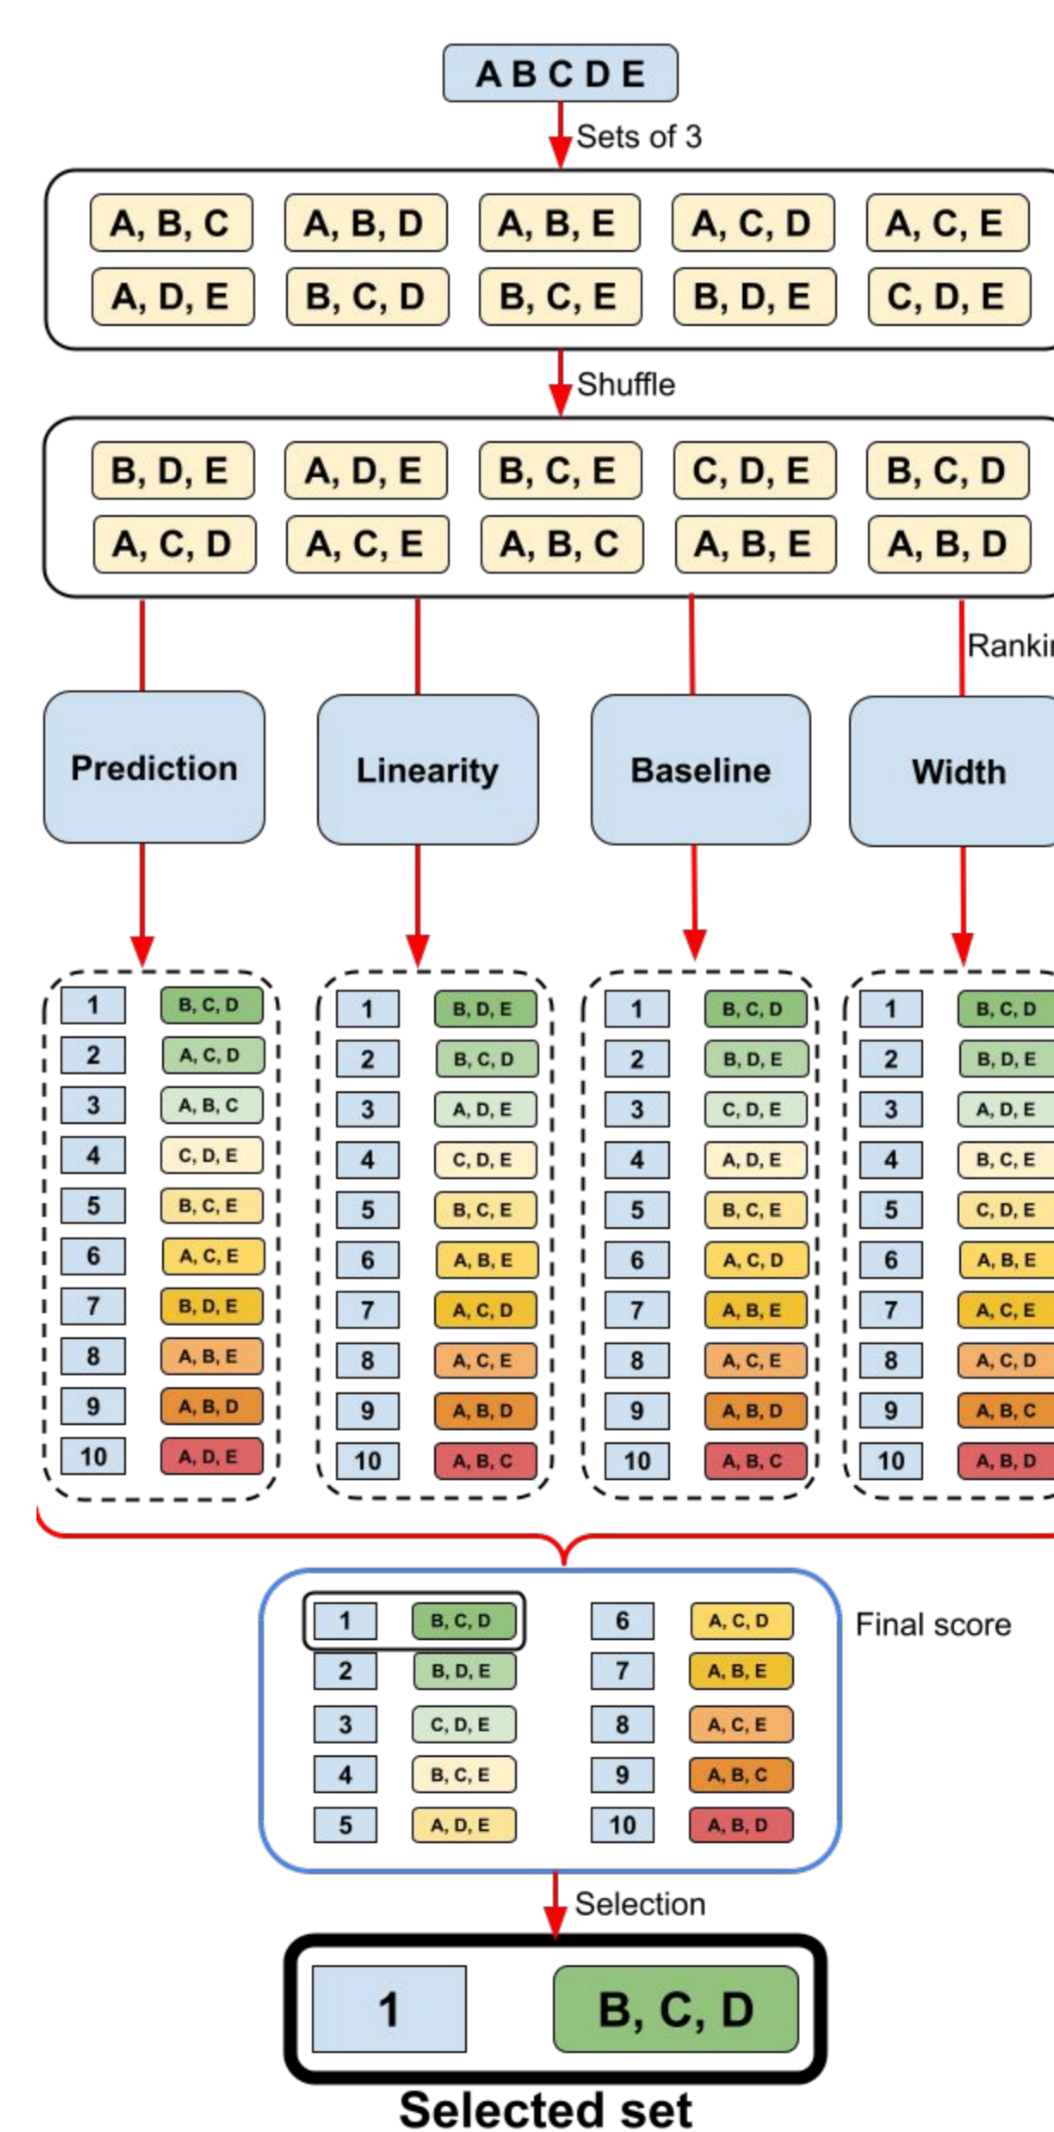 A B C D E
Sets of 3
A, B, C A, B, D A, B, E A, C, D A, C, E
A, D, E B, C, D B, C, E B, D, E C, D, E
Shuffle
B, D, E A, D, E B, C, E C, D, E B, C, D
A, C, D A, C, E A, B, C A, B, E A, B, D
Rankin
Prediction Linearity Baseline Width
1 B, C, D 1 B, D, E 1 B, C, D 1 B, C, D
2 A, C, D 2 B, C, D 2 B, D, E 2 B, D, E
3 A, B, C 3 A, D, E 3 C, D, E 3 A, D, E
4 C, D, E 4 C, D, E 4 A, D, E 4 B, C, E
5 B, C, E 5 B, C, E 5 B, C, E 5 C, D, E
6 A, C, E 6 A, B, E 6 A, C, D 6 A, B, E
7 B, D, E 7 A, C, D 7 A, B, E 7 A, C, E
8 A, B, E 8 A, C, E 8 A, C, E 8 A, C, D
9 A, B, D 9 A, B, D 9 A, B, D 9 A, B, C
10 A, D, E 10 A, B, C 10 A, B, C 10 A, B, D
1 B, C, D 6 A, C, D Final score
2 B, D, E 7 A, B, E
3 C, D, E 8 A, C, E
4 B, C, E 9 A, B, C
5 A, D, E 10 A, B, D
Selection
1 B, C, D
Selected set